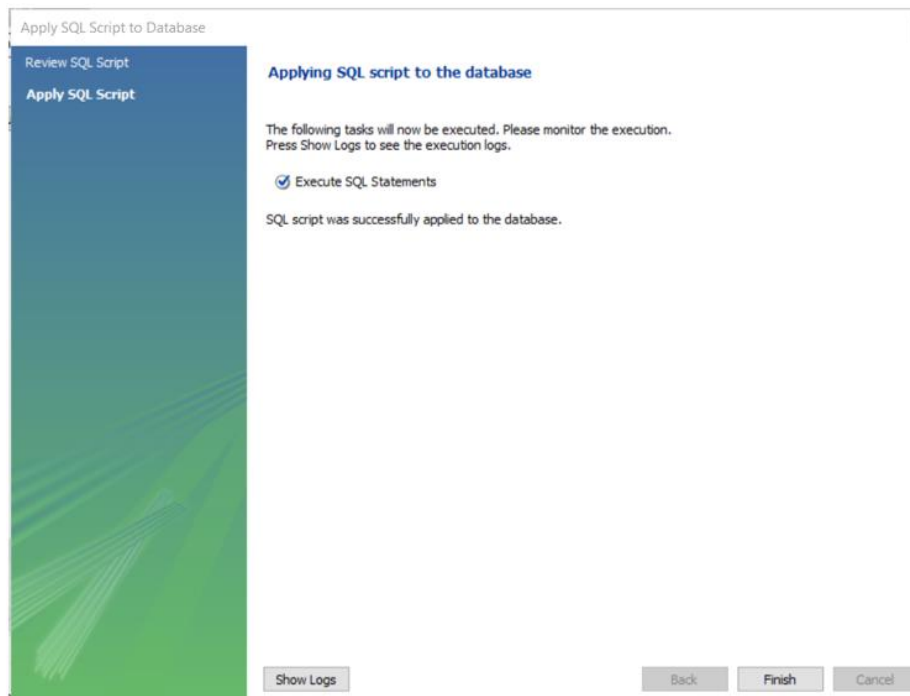 Apply SQL Script to Database
Review SQL Script
Apply SQL Script
Applying SQL script to the database
The following tasks will now be executed. Please monitor the execution.
Press Show Logs to see the execution logs.
Execute SQL Statements
SQL script was successfully applied to the database.
Show Logs
Back
Finish
Cancel